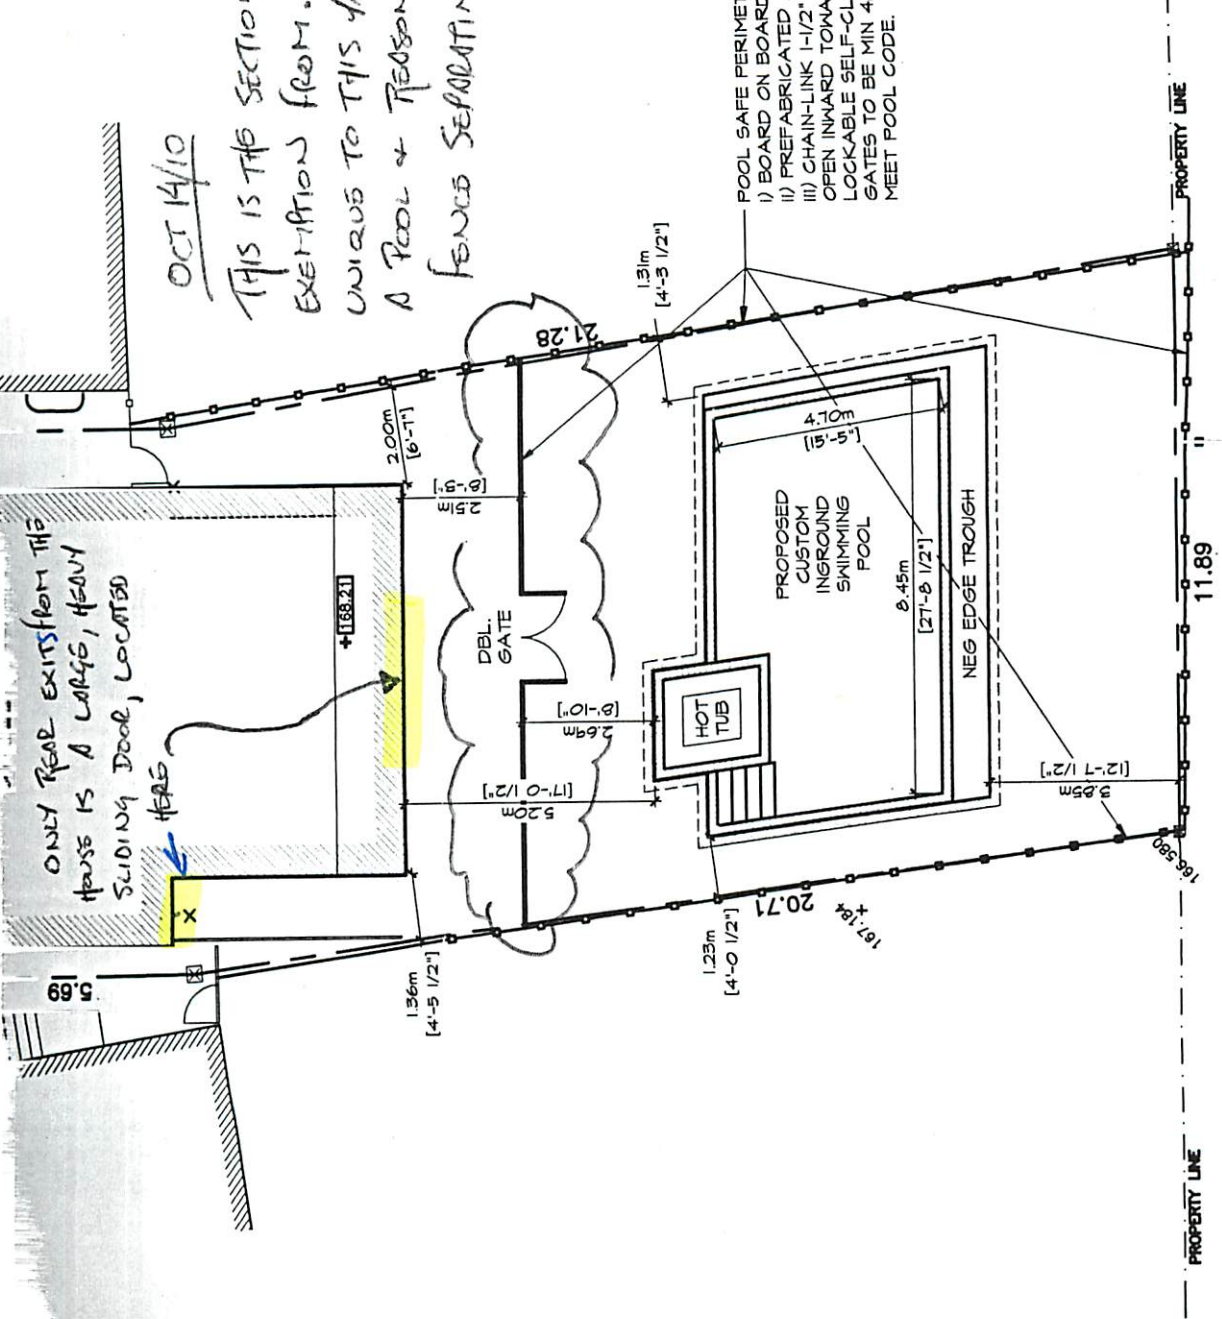 OCT 14/10
THIS IS THE SECTION
EXEMPTION FROM.
UNIQUE TO THIS
A POOL & REASON
FENCE SEPARATIN
ONLY REAR EXITS FROM THE
HOUSE IS A LARGE, HEAVY
SLIDING DOOR, LOCATED
HERE
X
5.69
+168.21
2.00m
[6'-7"]
2.51m
[8'-3"]
21.28
1.31m
[4'-3 1/2"]
POOL SAFE PERIMET
I) BOARD ON BOARD
II) PREFABRICATED
III) CHAIN-LINK 1-1/2"
OPEN INWARD TOWA
LOCKABLE SELF-CL
GATES TO BE MIN 4
MEET POOL CODE.
DBL.
GATE
2.69m
[8'-10"]
5.20m
[17'-0 1/2"]
1.36m
[4'-5 1/2"]
HOT
TUB
PROPOSED
CUSTOM
INGROUND
SWIMMING
POOL
4.70m
[15'-5"]
8.45m
[27'-8 1/2"]
NEG EDGE TROUGH
1.23m
[4'-0 1/2"]
20.71
167.184
+
3.85m
[12'-7 1/2"]
166.580
11.89
"
PROPERTY LINE
PROPERTY LINE